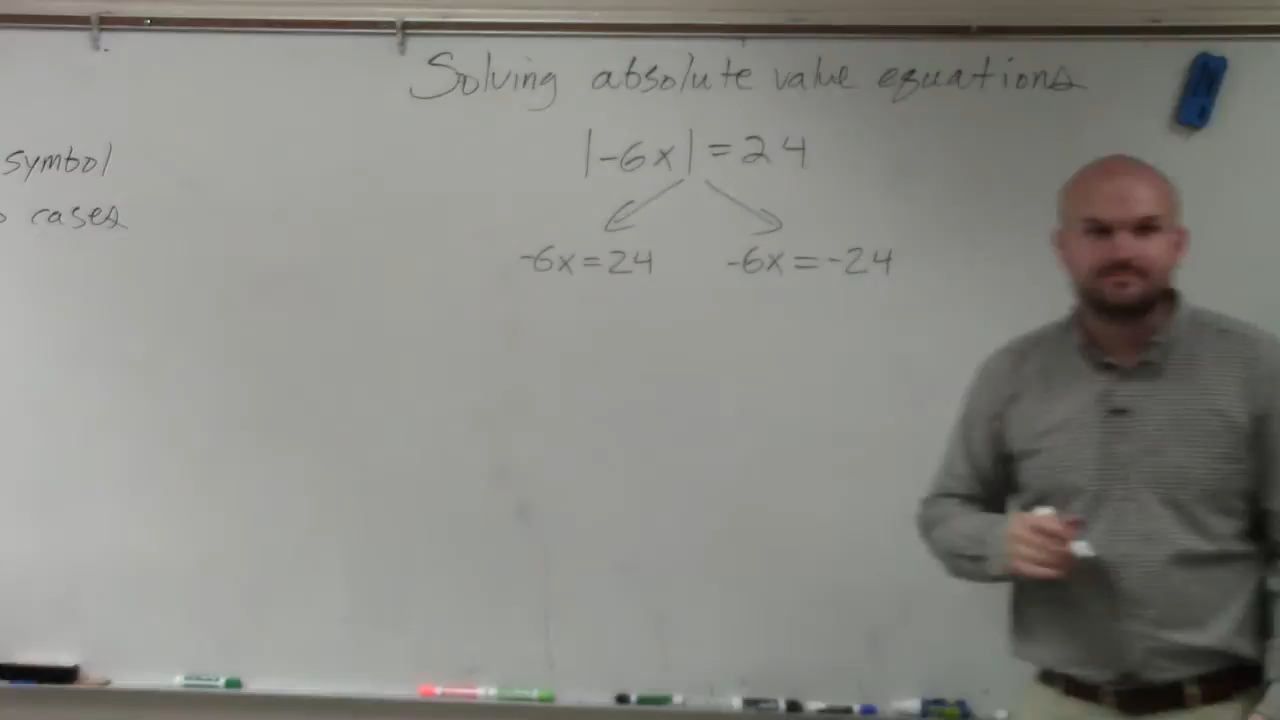 Solving absolute value equations
symbol
cases
|-6x| = 24
-6x = 24
-6x = -24